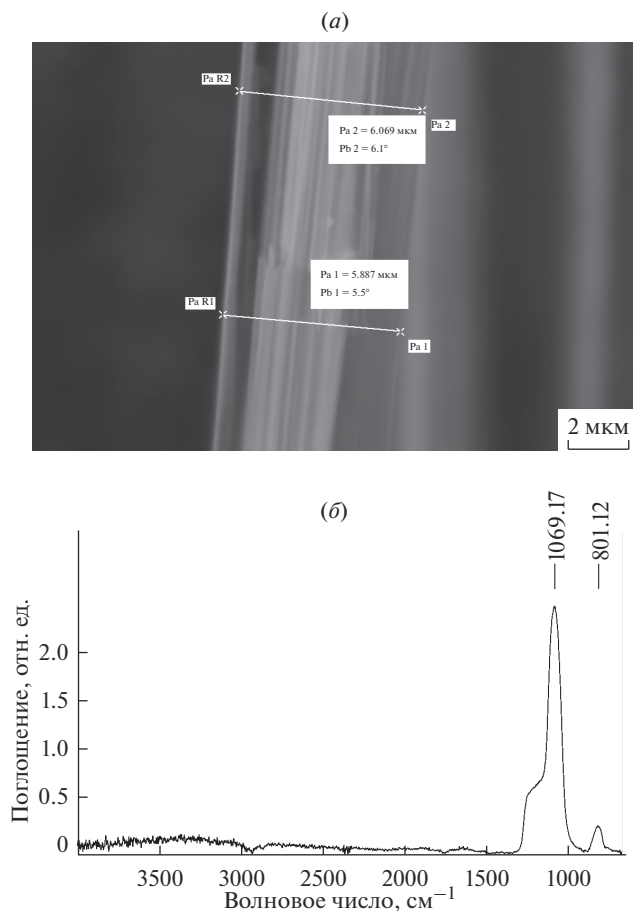 (а)
Pa R2
Pa 2
Pa 2 = 6.069 мкм
Pb 2 = 6.1°
Pa 1 = 5.887 мкм
Pb 1 = 5.5°
Pa R1
Pa 1
2 мкм
(б)
1069.17
801.12
Поглощение, отн. ед.
2.0
1.5
1.0
0.5
0
3500 3000 2500 2000 1500 1000
Волновое число, см⁻¹